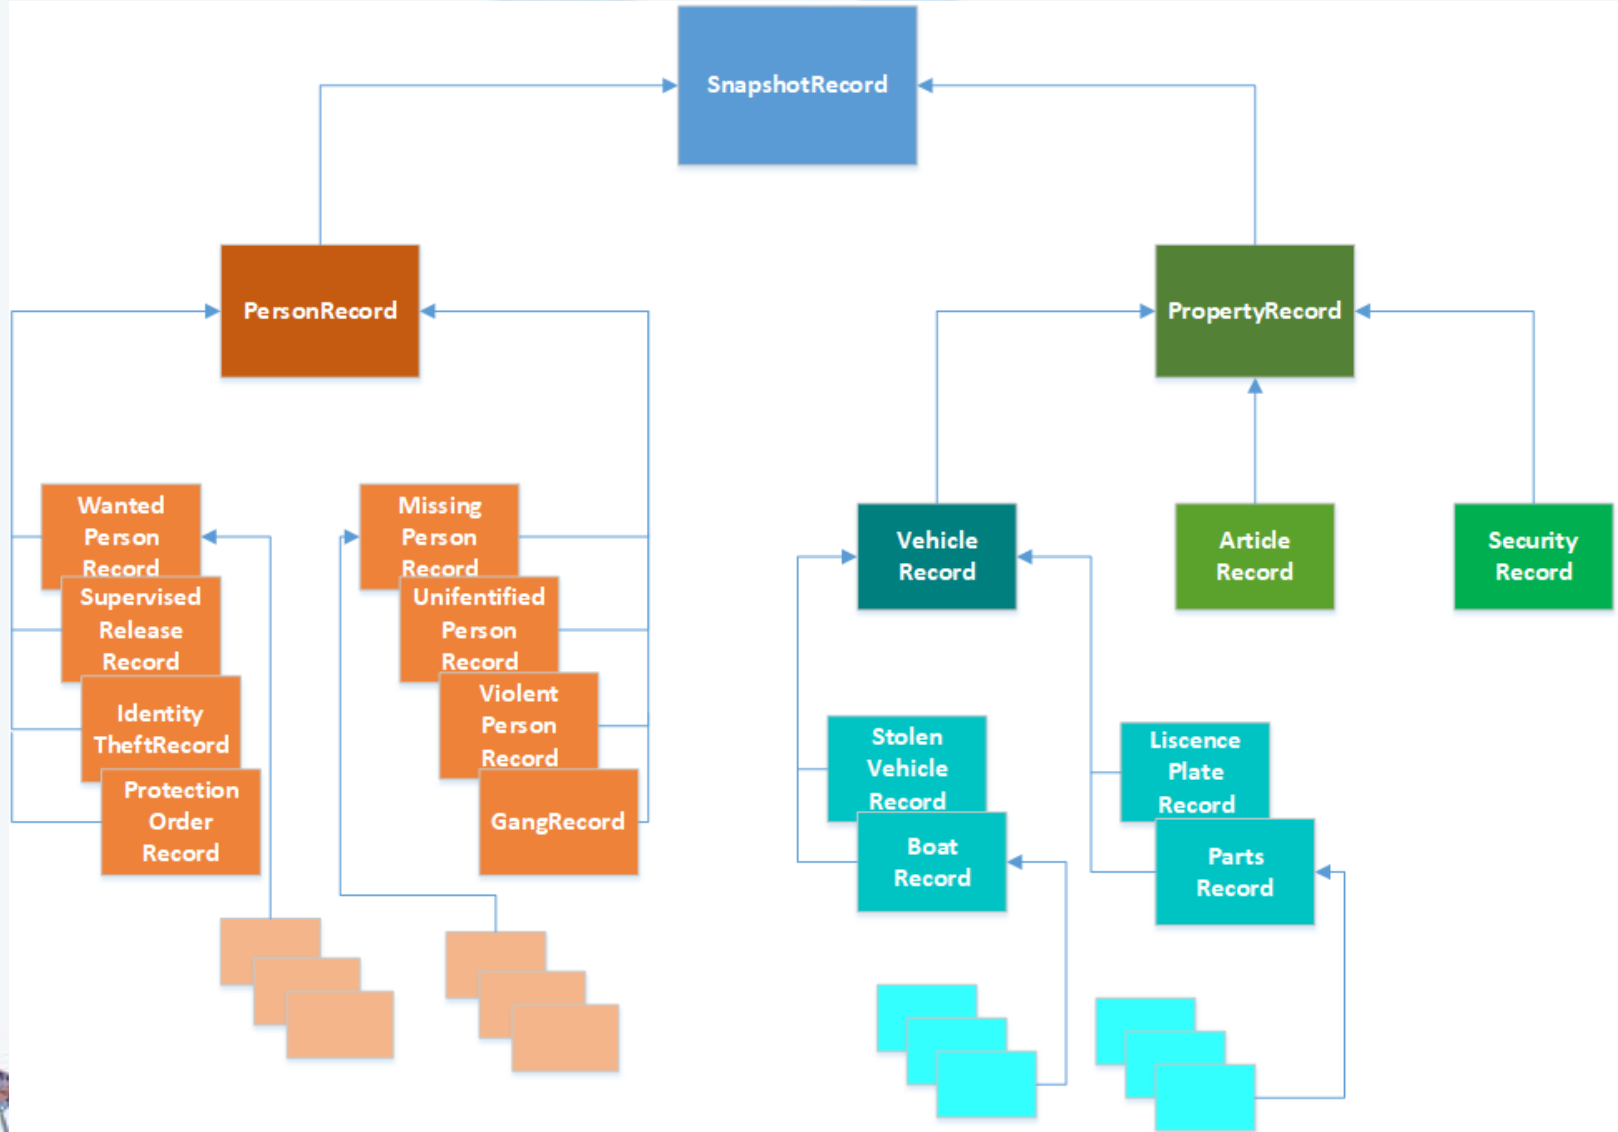 SnapshotRecord
PersonRecord
PropertyRecord
Wanted
Person
Record
Supervised
Release
Record
Identity
TheftRecord
Protection
Order
Record
Missing
Person
Record
Unifentified
Person
Record
Violent
Person
Record
GangRecord
Vehicle
Record
Article
Record
Security
Record
Stolen
Vehicle
Record
Boat
Record
Liscence
Plate
Record
Parts
Record